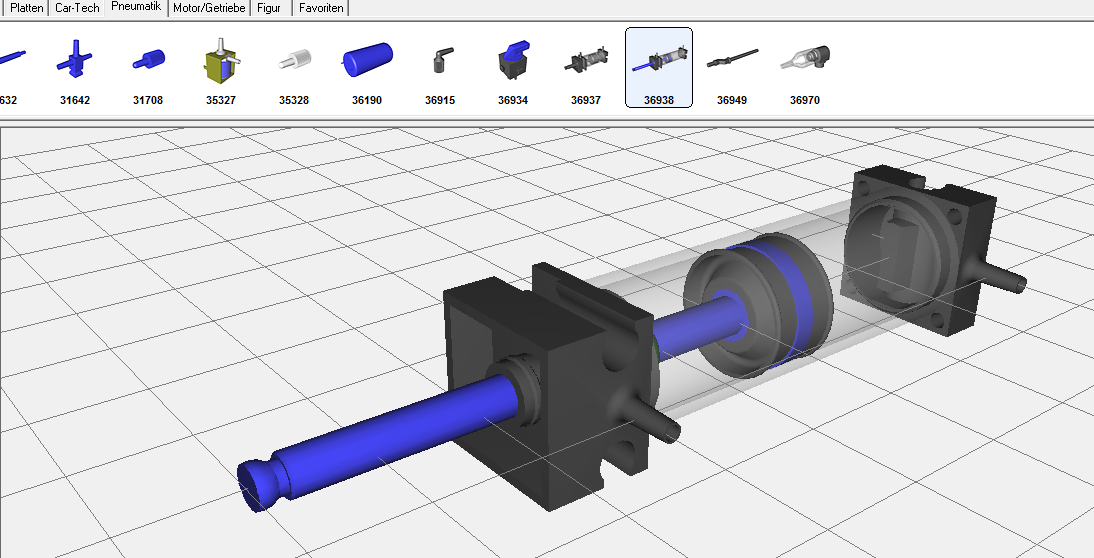 Platten Car-Tech Pneumatik Motor/Getriebe Figur Favoriten
632 31642 31708 35327 35328 36190 36915 36934 36937 36938 36949 36970